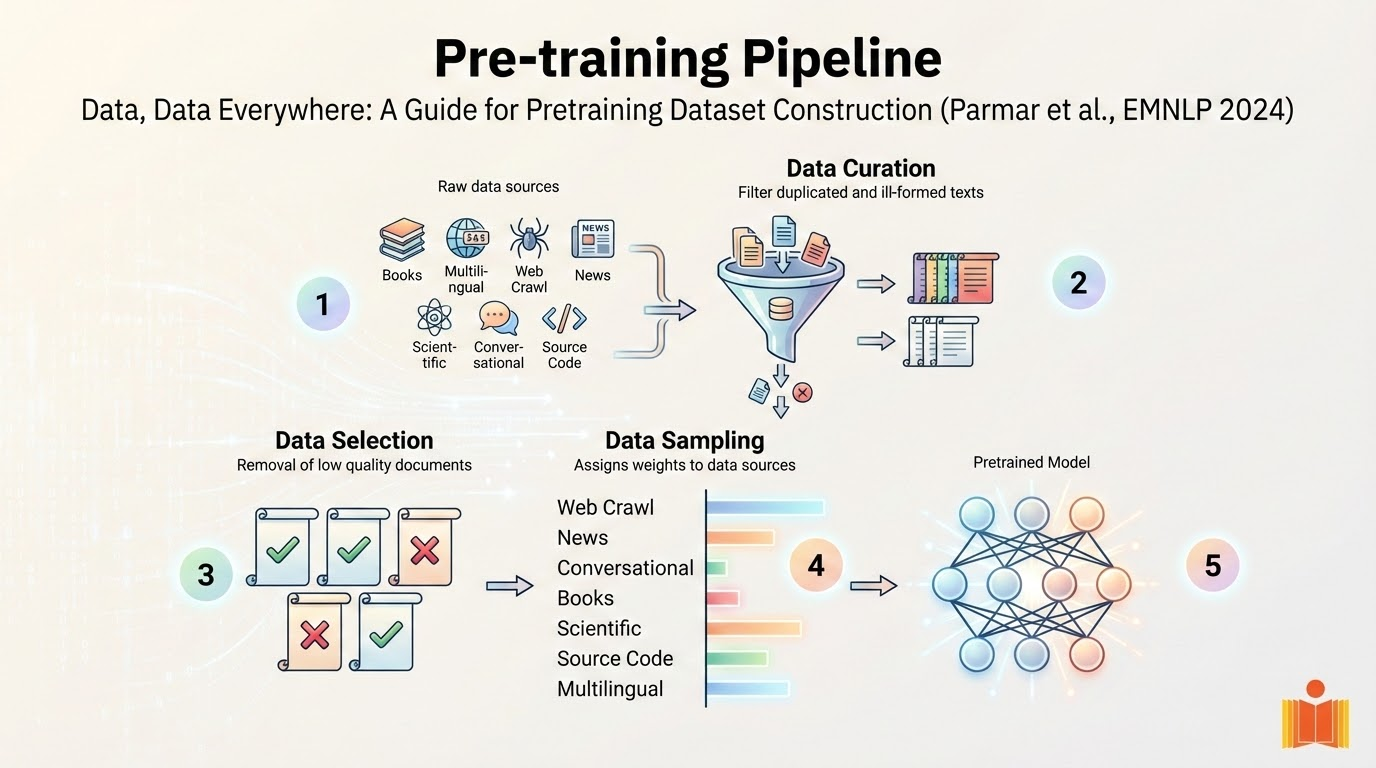 Pre-training Pipeline
Data, Data Everywhere: A Guide for Pretraining Dataset Construction (Parmar et al., EMNLP 2024)
1
Raw data sources
Books
Multili-
ngual
Web
Crawl
NEWS
News
Scient-
tific
Conver-
sational
Source
Code
Data Curation
Filter duplicated and ill-formed texts
2
Data Selection
Removal of low quality documents
3
Data Sampling
Assigns weights to data sources
Web Crawl
News
Conversational
Books
Scientific
Source Code
Multilingual
4
Pretrained Model
5